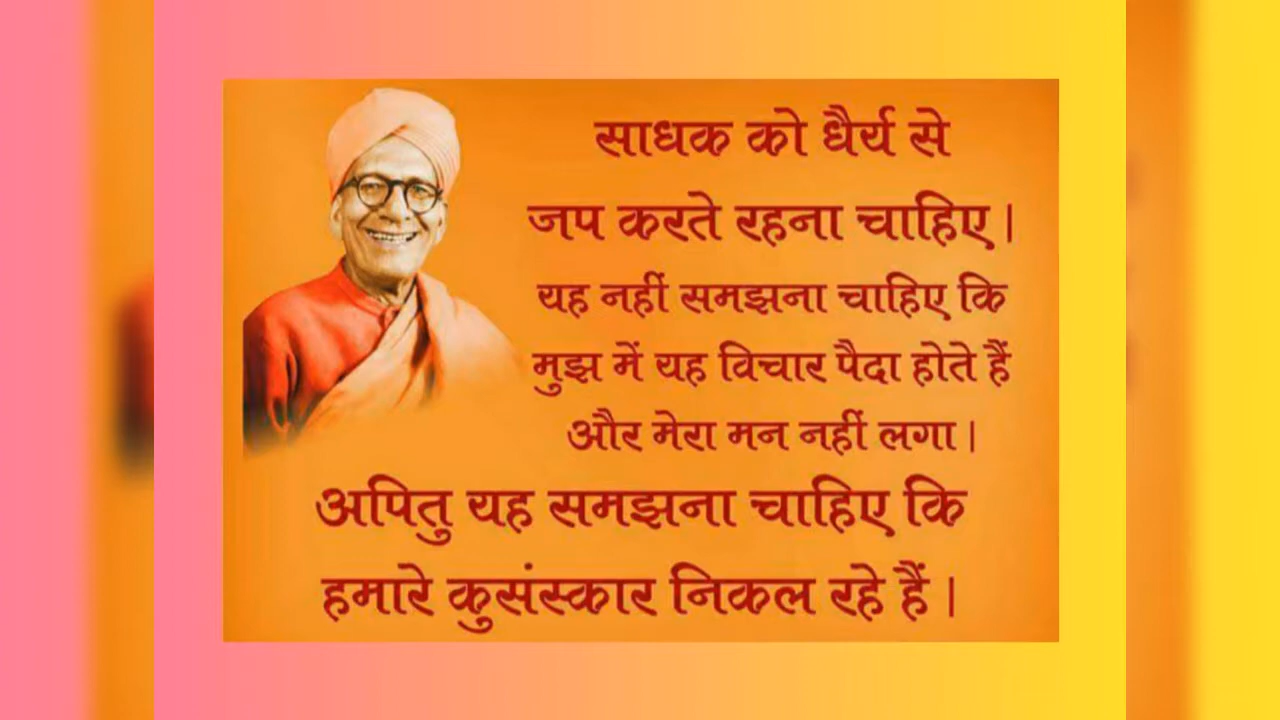 साधक को धैर्य से
जप करते रहना चाहिए।
यह नहीं समझना चाहिए कि
मुझ में यह विचार पैदा होते हैं
और मेरा मन नहीं लगा।
अपितु यह समझना चाहिए कि
हमारे कुसंस्कार निकल रहे हैं।